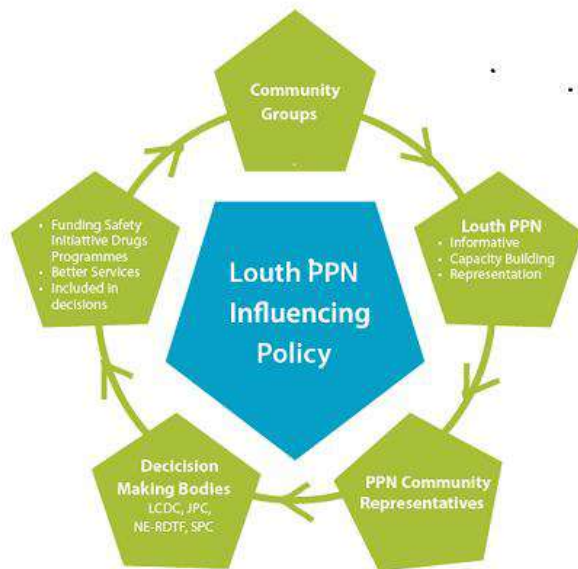 Community
Groups
Louth PPN
• Informative
• Capacity Building
• Representation
PPN Community
Representatives
Decicision
Making Bodies
LCDC, JPC,
NE-RDTF, SPC
• Funding Safety
Initiattive Drugs
Programmes
• Better Services
• Included in
decisions
Louth PPN
Influencing
Policy